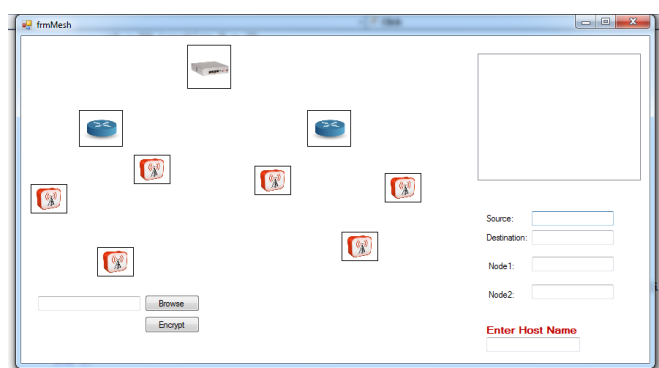 frmMesh
Source:
Destination:
Node1:
Node2:
Browse
Encrypt
Enter Host Name